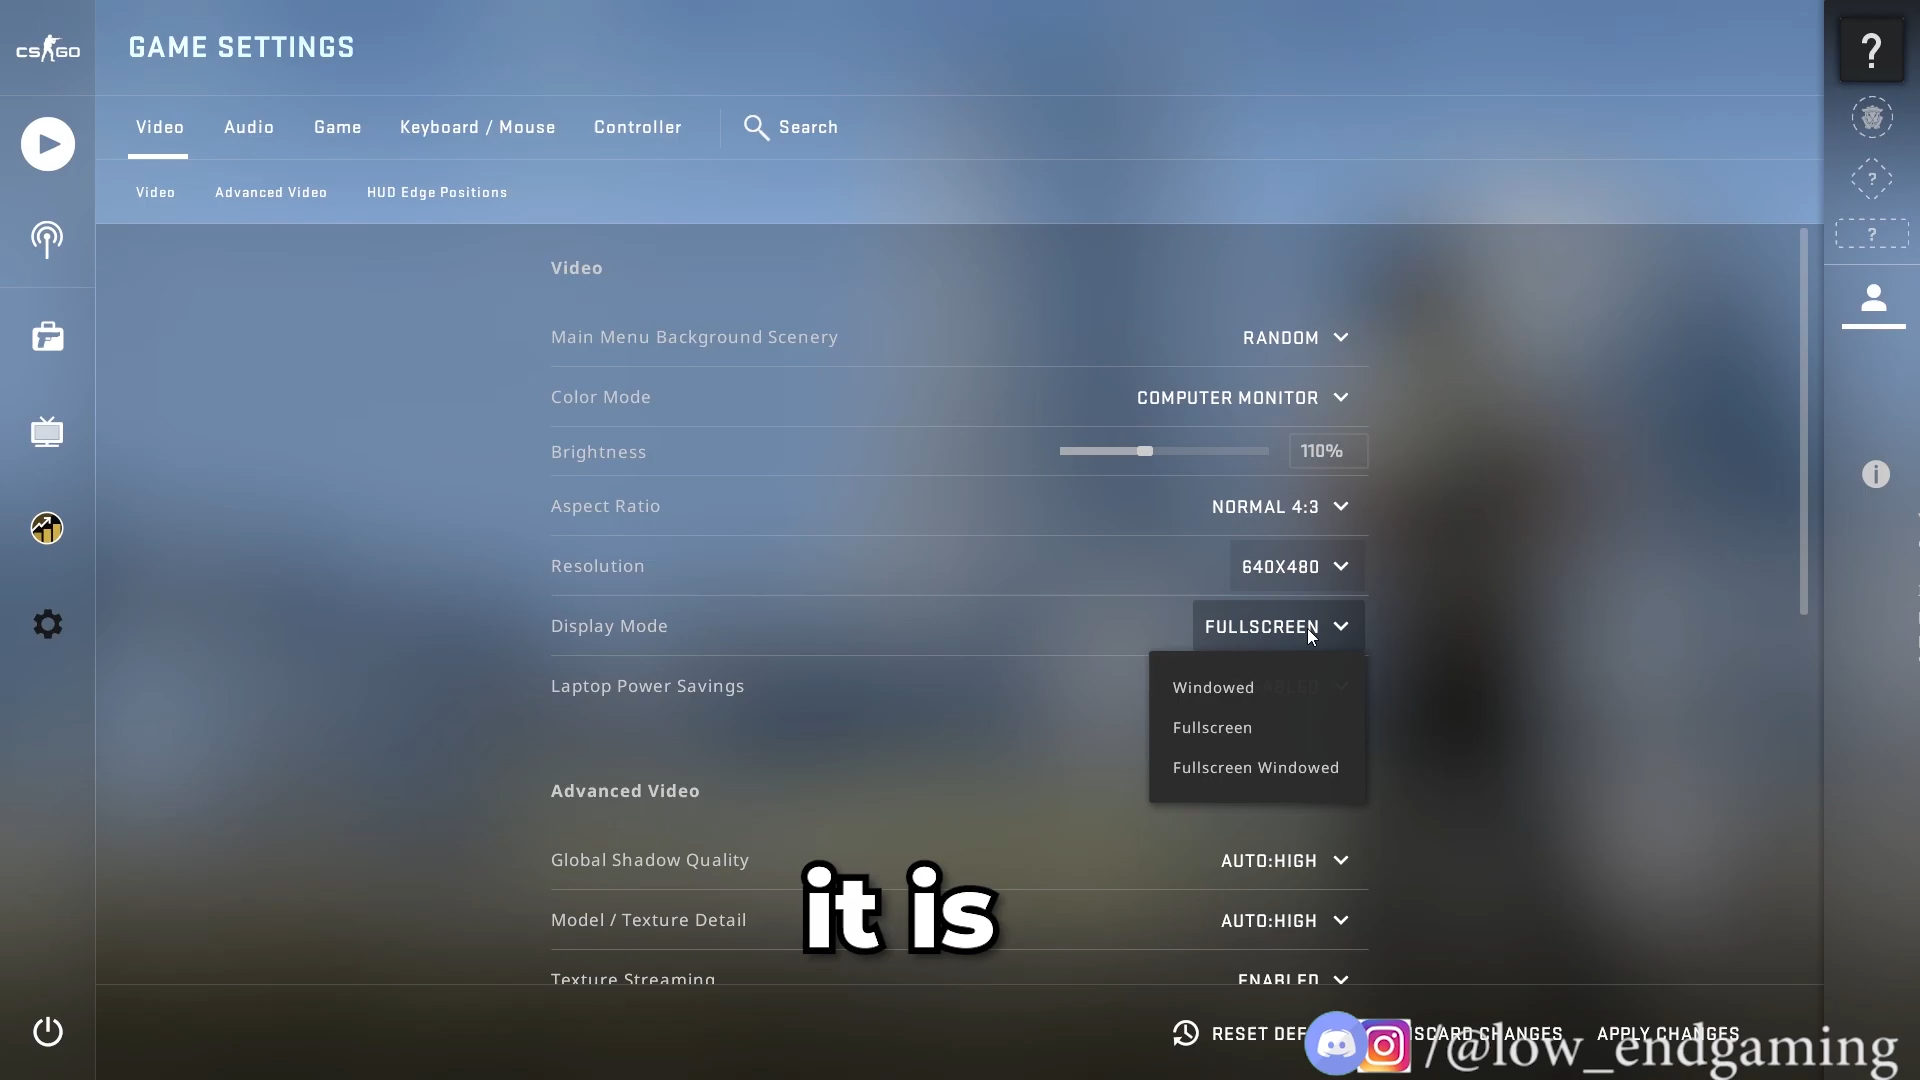 CS GO
GAME SETTINGS
?
Video Audio Game Keyboard / Mouse Controller Search
Video Advanced Video HUD Edge Positions
?
?
Video
Main Menu Background Scenery RANDOM
Color Mode COMPUTER MONITOR
Brightness 110%
Aspect Ratio NORMAL 4:3
Resolution 640X480
Display Mode FULLSCREEN
Laptop Power Savings
Windowed
Fullscreen
Fullscreen Windowed
Advanced Video
Global Shadow Quality AUTO:HIGH
Model / Texture Detail AUTO:HIGH
it is
Texture Streaming ENABLED
RESET DEF SCARD CHANGES APPLY CHANGES
/@low_endgaming